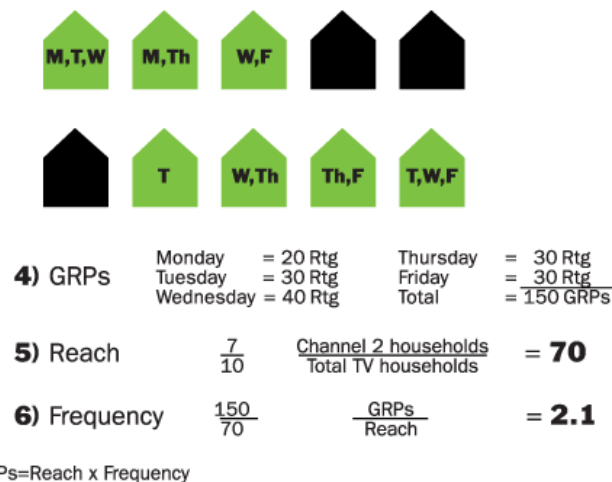 M,T,W M,Th W,F
T W,Th Th,F T,W,F
4) GRPs
Monday = 20 Rtg Thursday = 30 Rtg
Tuesday = 30 Rtg Friday = 30 Rtg
Wednesday = 40 Rtg Total = 150 GRPs
5) Reach 7/10 Channel 2 households/Total TV households = 70
6) Frequency 150/70 GRPs/Reach = 2.1
Ps=Reach x Frequency